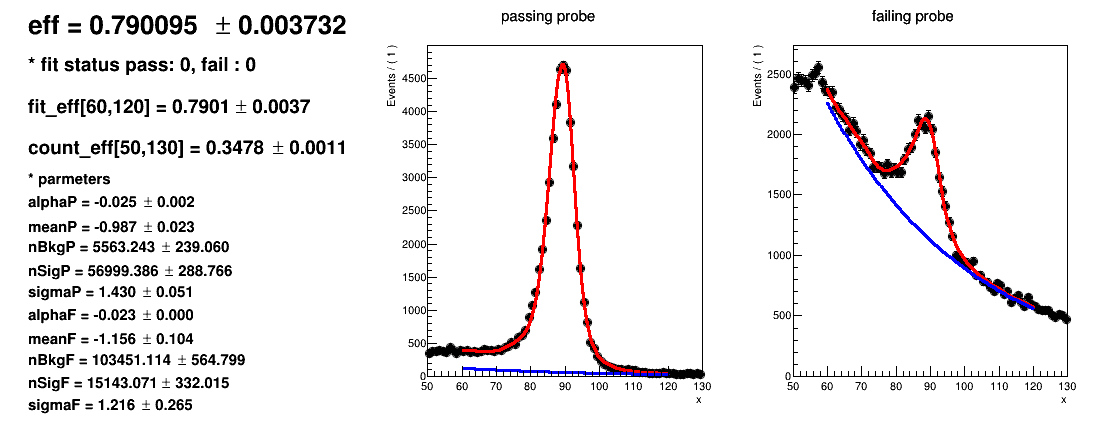 eff = 0.790095 ± 0.003732
* fit status pass: 0, fail : 0
fit_eff[60,120] = 0.7901 ± 0.0037
count_eff[50,130] = 0.3478 ± 0.0011
* parmeters
alphaP = -0.025 ± 0.002
meanP = -0.987 ± 0.023
nBkgP = 5563.243 ± 239.060
nSigP = 56999.386 ± 288.766
sigmaP = 1.430 ± 0.051
alphaF = -0.023 ± 0.000
meanF = -1.156 ± 0.104
nBkgF = 103451.114 ± 564.799
nSigF = 15143.071 ± 332.015
sigmaF = 1.216 ± 0.265
passing probe
Events / ( 1 )
4500
4000
3500
3000
2500
2000
1500
1000
500
0
50 60 70 80 90 100 110 120 130
x
failing probe
Events / ( 1 )
2500
2000
1500
1000
500
0
50 60 70 80 90 100 110 120 130
x